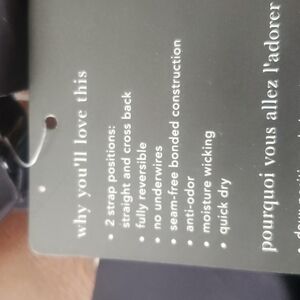 why you'll love this
• 2 strap positions:
straight and cross back
• fully reversible
• no underwires
• seam-free bonded construction
• anti-odor
• moisture wicking
• quick dry
pourquoi vous allez l'adorer